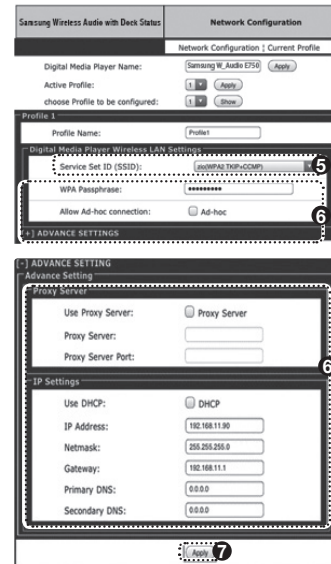 Samsung Wireless Audio with Dock Status
Network Configuration
Network Configuration | Current Profile
Digital Media Player Name: Samsung W_Audio E750 Apply
Active Profile: 1 Apply
choose Profile to be configured: 1 Show
Profile 1
Profile Name: Profile1
Digital Media Player Wireless LAN Settings
Service Set ID (SSID): zio(WPA2 TKIP+CCMP) 5
WPA Passphrase: •••••••••
Allow Ad-hoc connection: Ad-hoc 6
[+] ADVANCE SETTINGS
[-] ADVANCE SETTING
Advance Setting
Proxy Server
Use Proxy Server: Proxy Server
Proxy Server:
Proxy Server Port:
6
IP Settings
Use DHCP: DHCP
IP Address: 192.168.11.90
Netmask: 255.255.255.0
Gateway: 192.168.11.1
Primary DNS: 0.0.0.0
Secondary DNS: 0.0.0.0
Apply 7